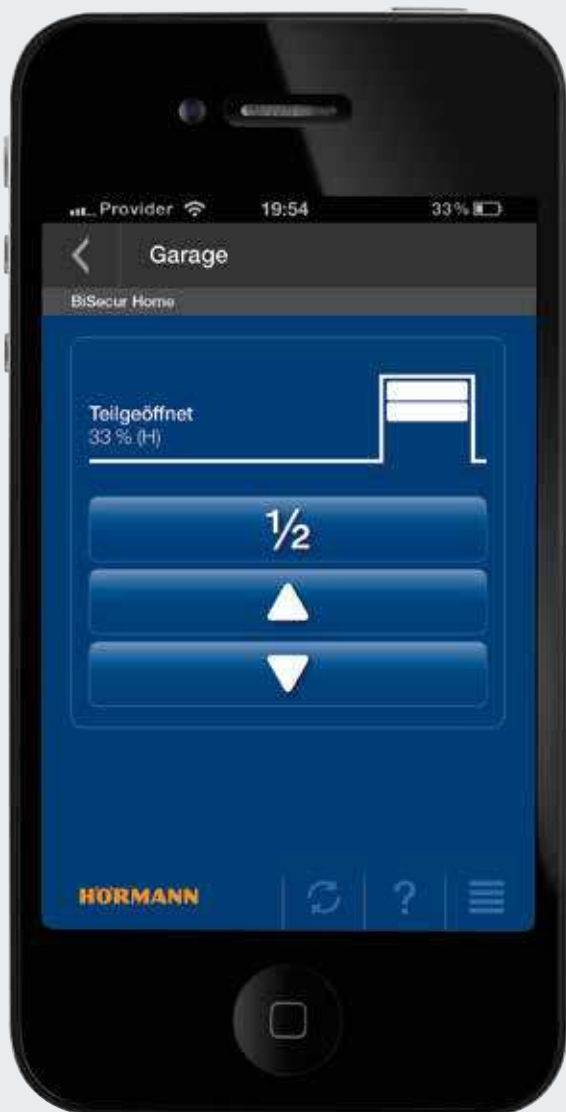 Provider 19:54 33%
Garage
BiSecur Home
Teilgeöffnet
33 % (H)
½
HÖRMANN
?